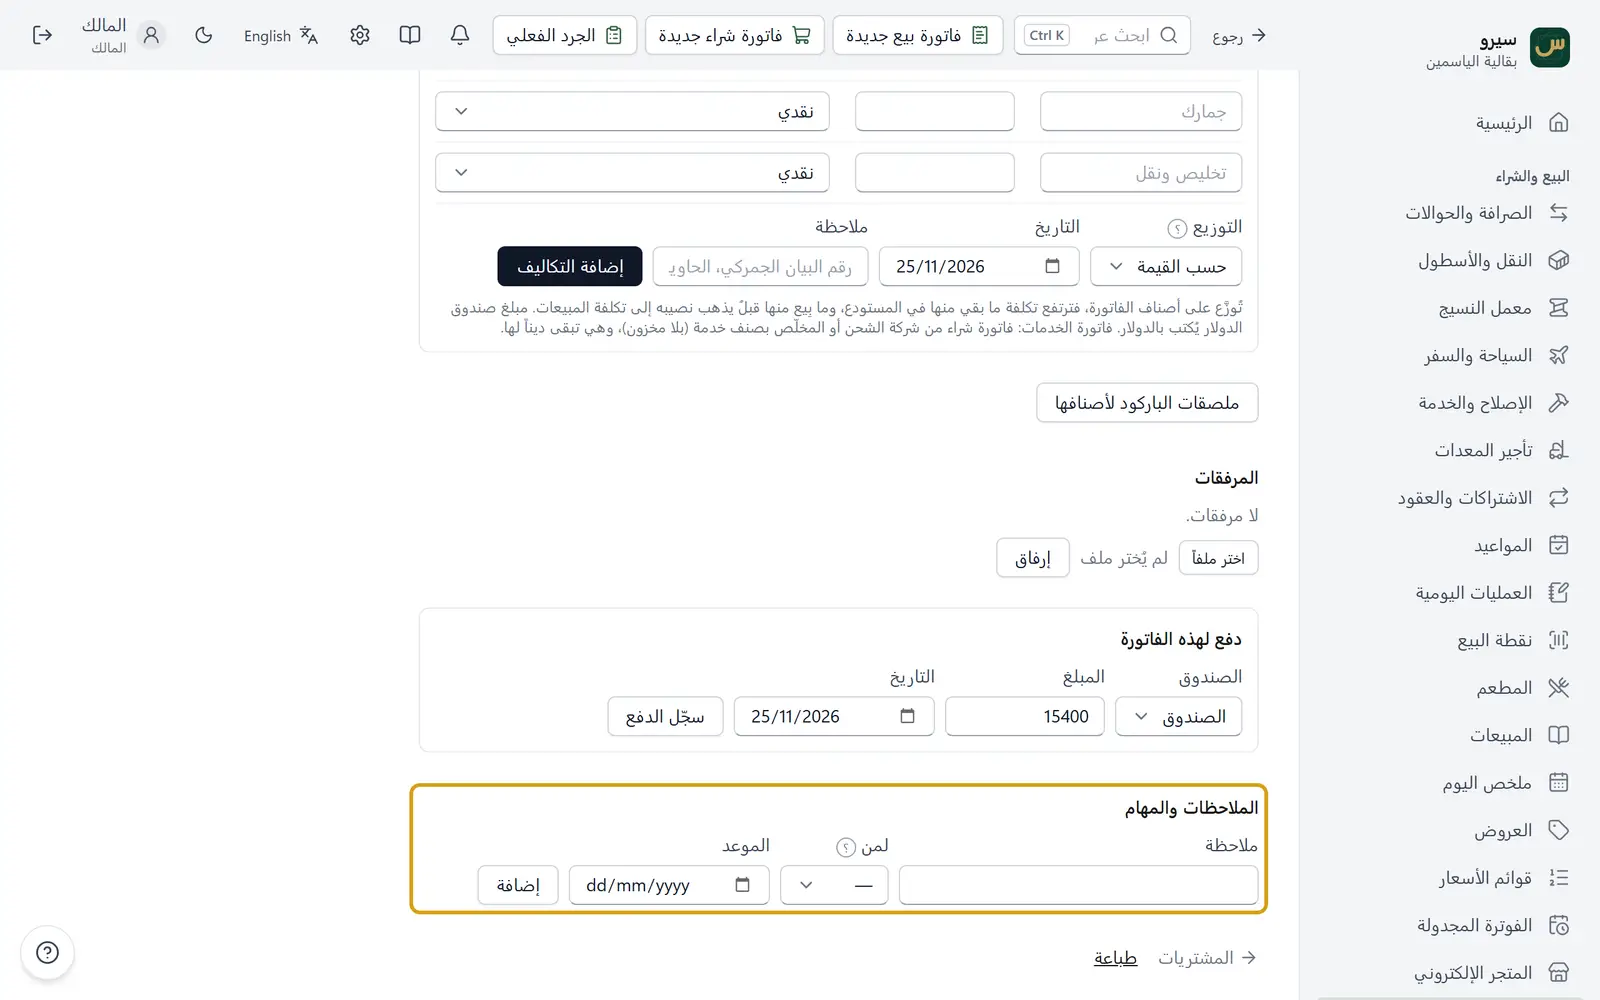 سيرو
بقالية الياسمين
رجوع
ابحث عر
Ctrl K
فاتورة بيع جديدة
فاتورة شراء جديدة
الجرد الفعلي
English
المالك
المالك
الرئيسية
البيع والشراء
الصرافة والحوالات
النقل والأسطول
معمل النسيج
السياحة والسفر
الإصلاح والخدمة
تأجير المعدات
الاشتراكات والعقود
المواعيد
العمليات اليومية
نقطة البيع
المطعم
المبيعات
ملخص اليوم
العروض
قوائم الأسعار
الفوترة المجدولة
المتجر الإلكتروني
جمارك
نقدي
تخليص ونقل
نقدي
التوزيع ؟
التاريخ
ملاحظة
حسب القيمة
25/11/2026
رقم البيان الجمركي، الحاوي
إضافة التكاليف
تُوزَّع على أصناف الفاتورة، فترتفع تكلفة ما بقي منها في المستودع، وما بِيع منها قبلُ يذهب نصيبه إلى تكلفة المبيعات. مبلغ صندوق
الدولار يُكتب بالدولار. فاتورة الخدمات: فاتورة شراء من شركة الشحن أو المخلّص بصنف خدمة (بلا مخزون)، وهي تبقى ديناً لها.
ملصقات الباركود لأصنافها
المرفقات
لا مرفقات.
اختر ملفاً
لم يُختر ملف
إرفاق
دفع لهذه الفاتورة
الصندوق
المبلغ
التاريخ
الصندوق
15400
25/11/2026
سجّل الدفع
الملاحظات والمهام
ملاحظة
لمن ؟
الموعد
—
dd/mm/yyyy
إضافة
المشتريات
طباعة